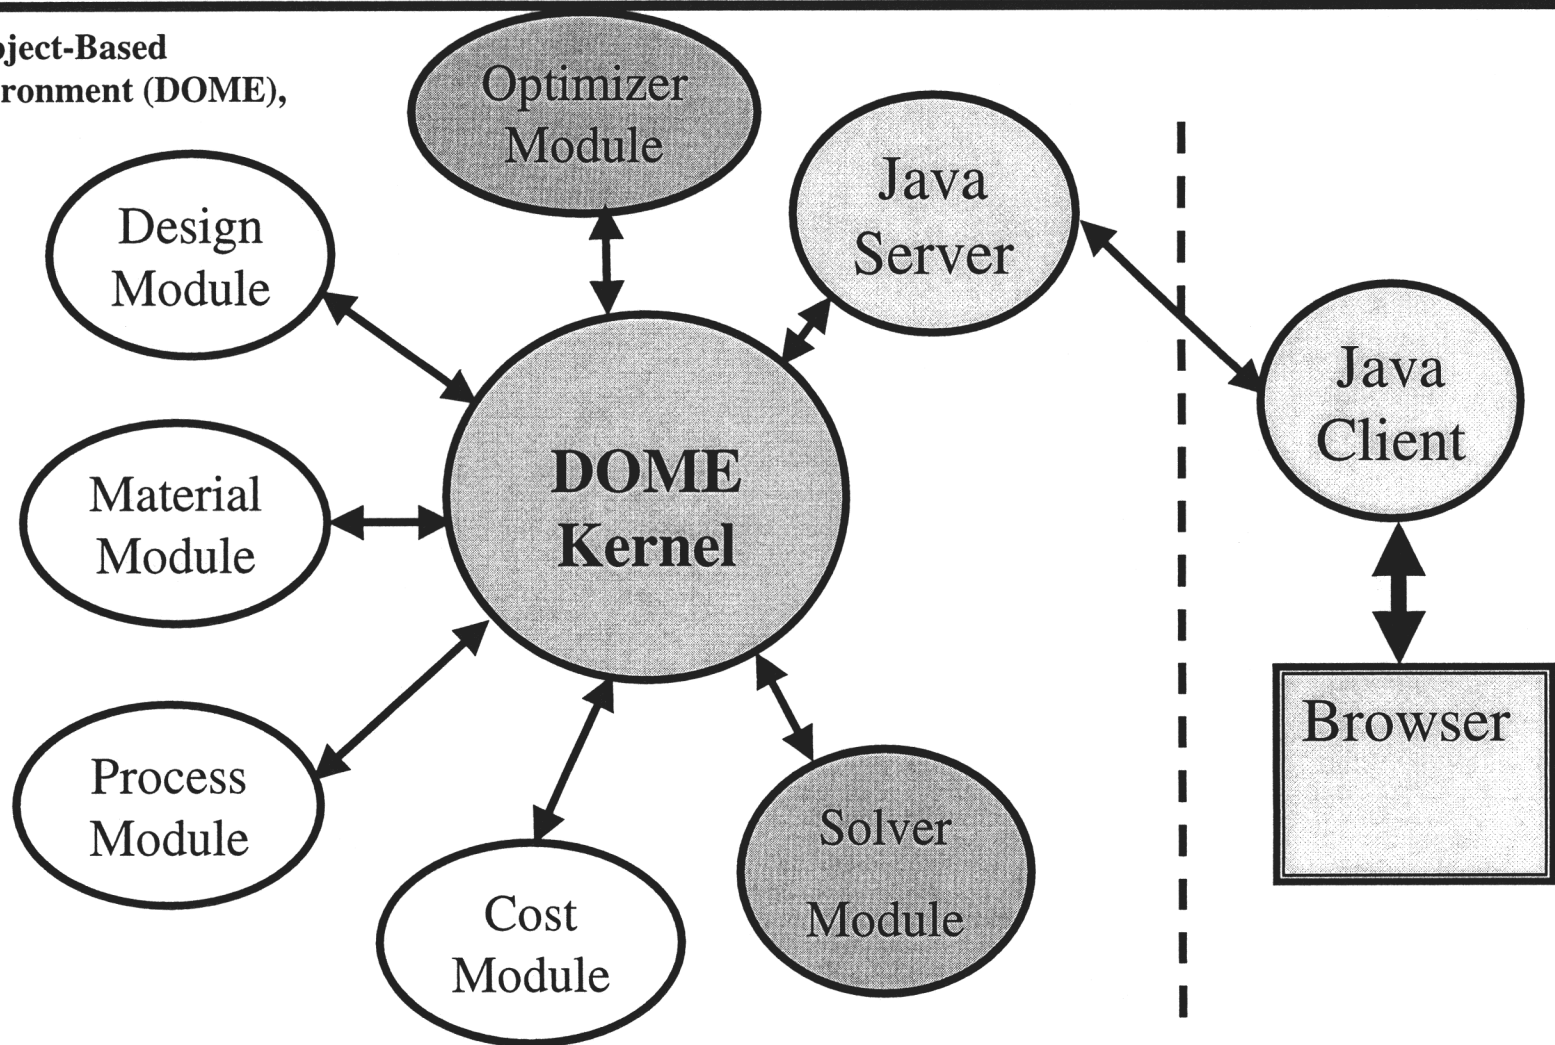 ject-Based
ronment (DOME),
Optimizer
Module
Design
Module
Java
Server
Java
Client
Material
Module
DOME
Kernel
Browser
Process
Module
Solver
Module
Cost
Module